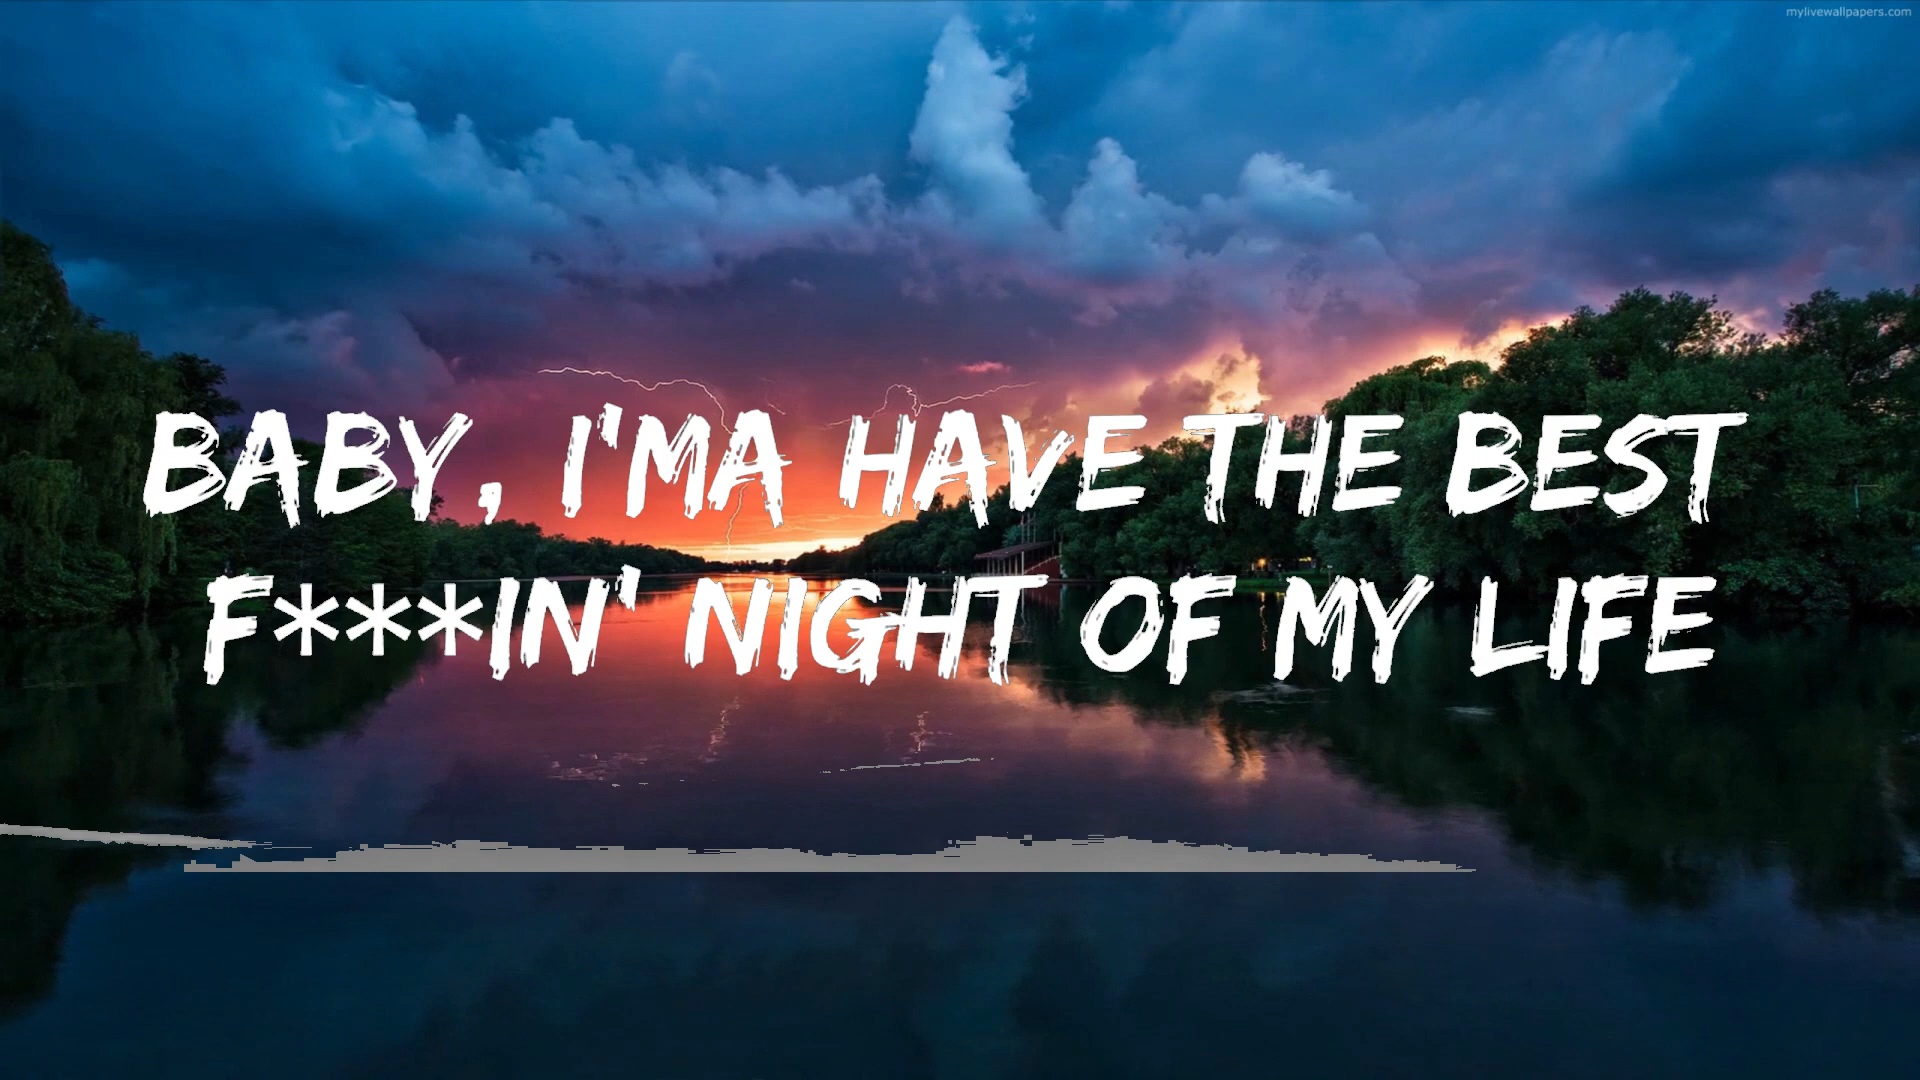 mylivewallpapers.com
BABY, I'MA HAVE THE BEST
F***IN' NIGHT OF MY LIFE